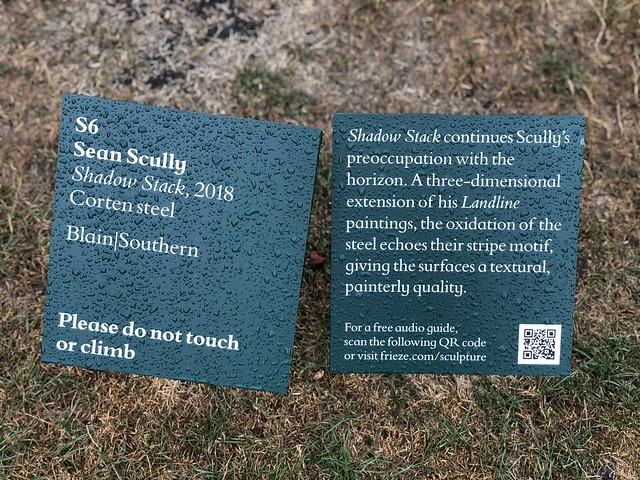 S6
Sean Scully
Shadow Stack, 2018
Corten steel
Blain|Southern
Please do not touch
or climb
Shadow Stack continues Scully's
preoccupation with the
horizon. A three-dimensional
extension of his Landline
paintings, the oxidation of the
steel echoes their stripe motif,
giving the surfaces a textural,
painterly quality.
For a free audio guide,
scan the following QR code
or visit frieze.com/sculpture